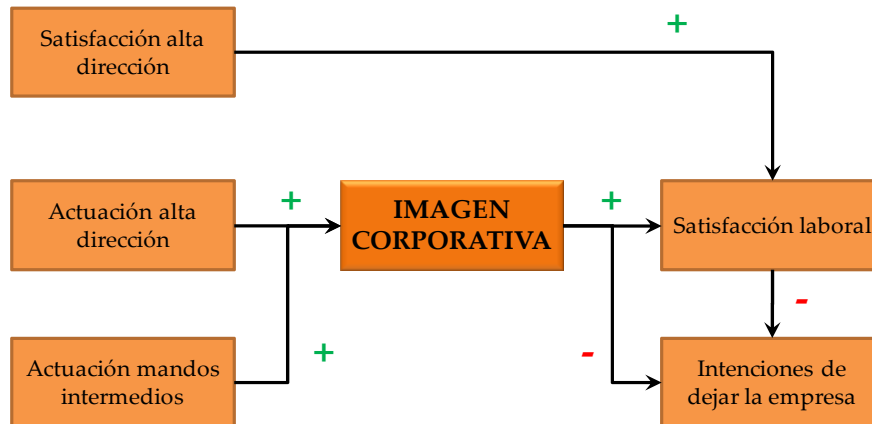 Satisfacción alta
dirección
+
Actuación alta
dirección
+
IMAGEN
CORPORATIVA
+
Satisfacción laboral
-
Actuación mandos
intermedios
+
-
Intenciones de
dejar la empresa